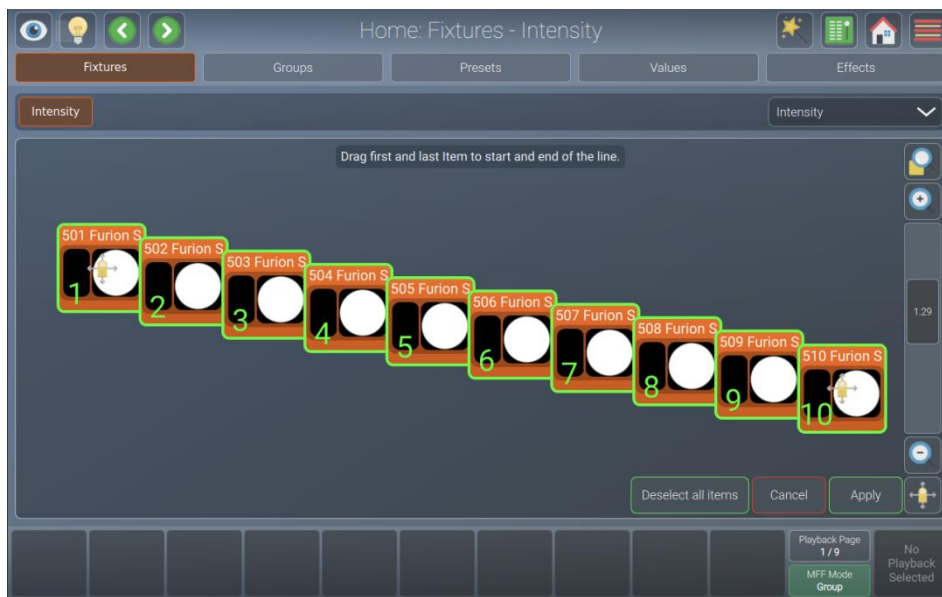 Home: Fixtures - Intensity
Fixtures
Groups
Presets
Values
Effects
Intensity
Intensity
Drag first and last Item to start and end of the line.
501 Furion S
1
502 Furion S
2
503 Furion S
3
504 Furion S
4
505 Furion S
5
506 Furion S
6
507 Furion S
7
508 Furion S
8
509 Furion S
9
510 Furion S
10
1.29
Deselect all items
Cancel
Apply
Playback Page
1 / 9
MFF Mode
Group
No
Playback
Selected